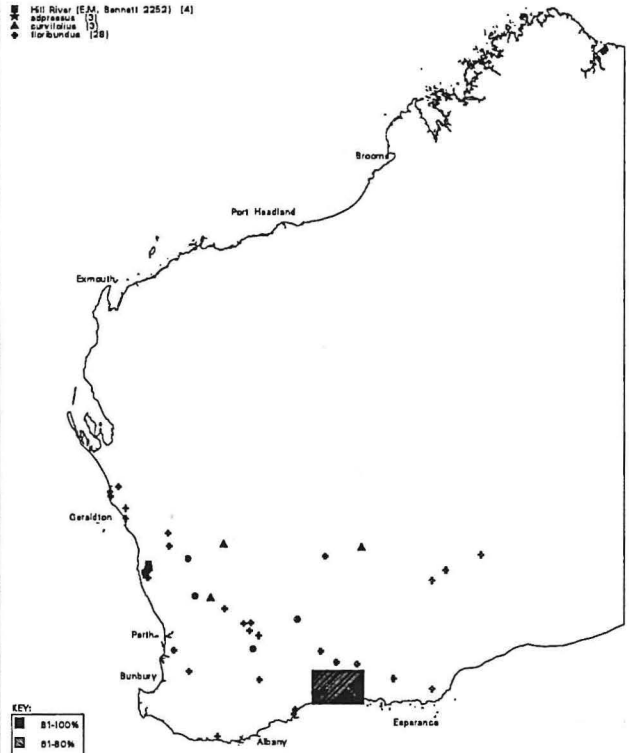 Hill River (E.M. Bennett 2252) (4)
adpressus (3)
curvifolius (3)
floribundus (28)
Broome
Port Headland
Exmouth
Geraldton
Perth
Bunbury
Esperance
Albany
KEY:
81-100%
61-80%